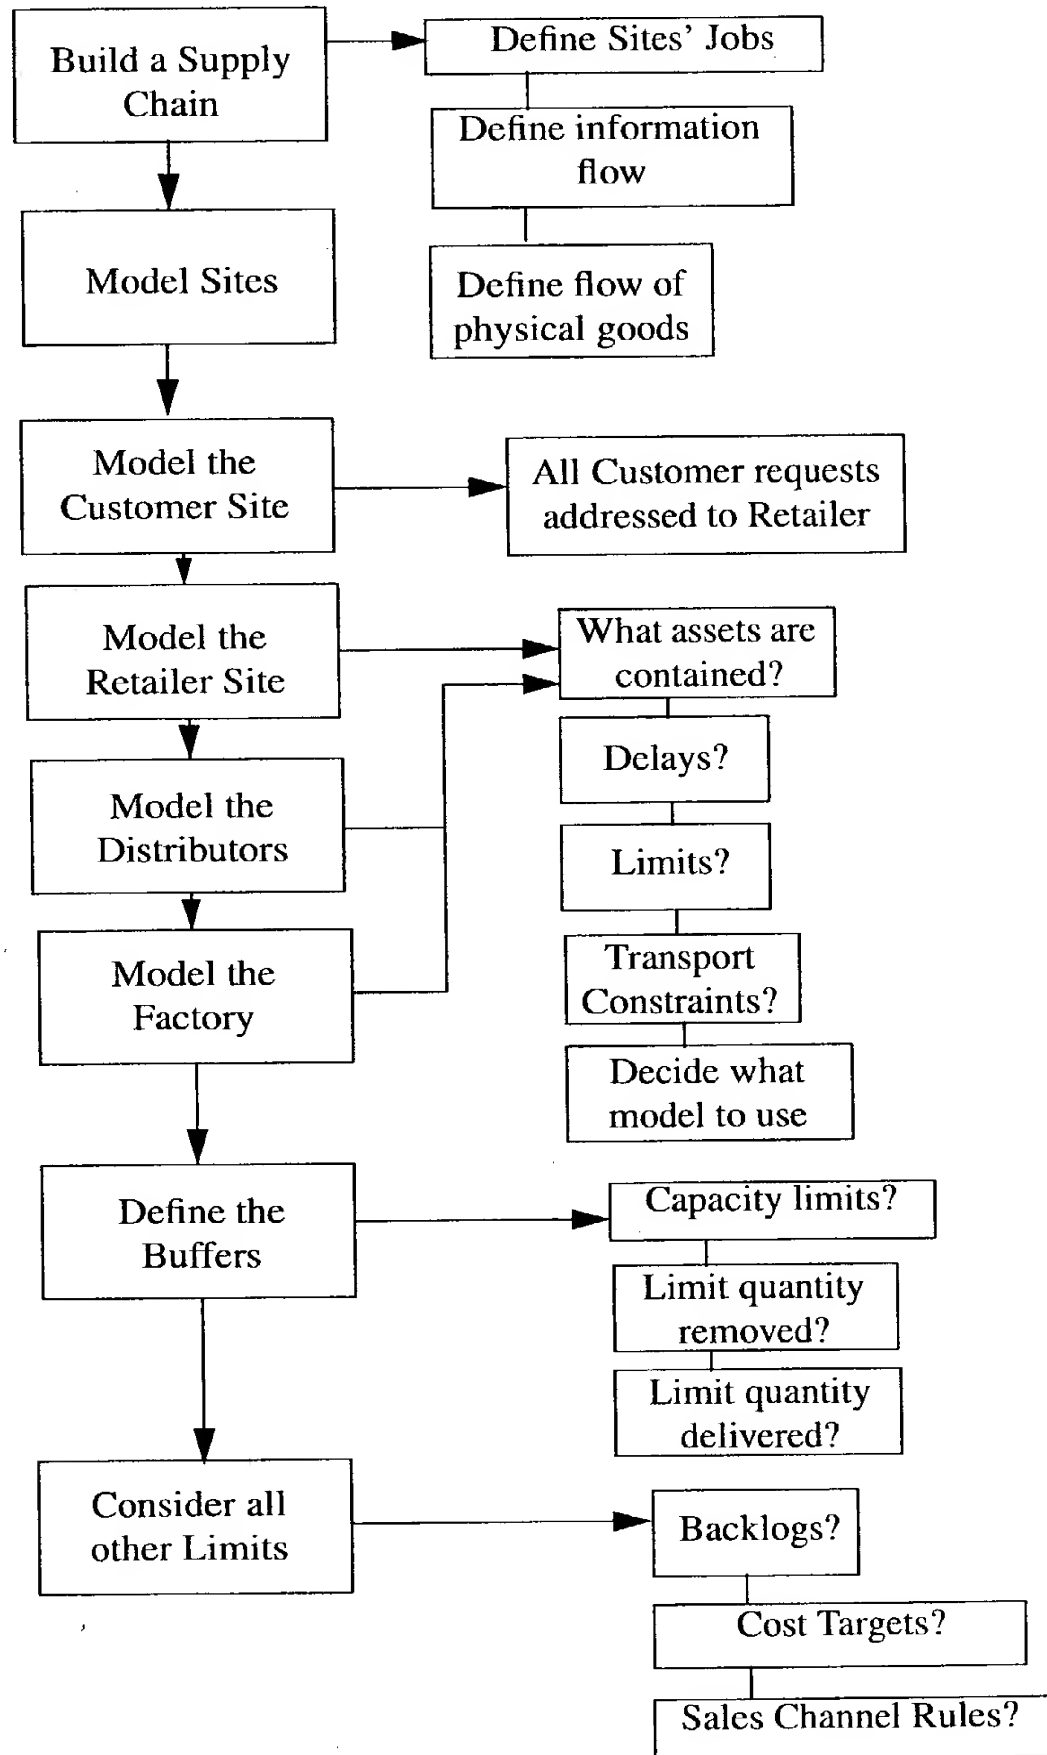 Build a Supply
Chain
Define Sites' Jobs
Define information
flow
Model Sites
Define flow of
physical goods
Model the
Customer Site
All Customer requests
addressed to Retailer
Model the
Retailer Site
What assets are
contained?
Delays?
Model the
Distributors
Limits?
Model the
Factory
Transport
Constraints?
Decide what
model to use
Define the
Buffers
Capacity limits?
Limit quantity
removed?
Limit quantity
delivered?
Consider all
other Limits
Backlogs?
Cost Targets?
Sales Channel Rules?